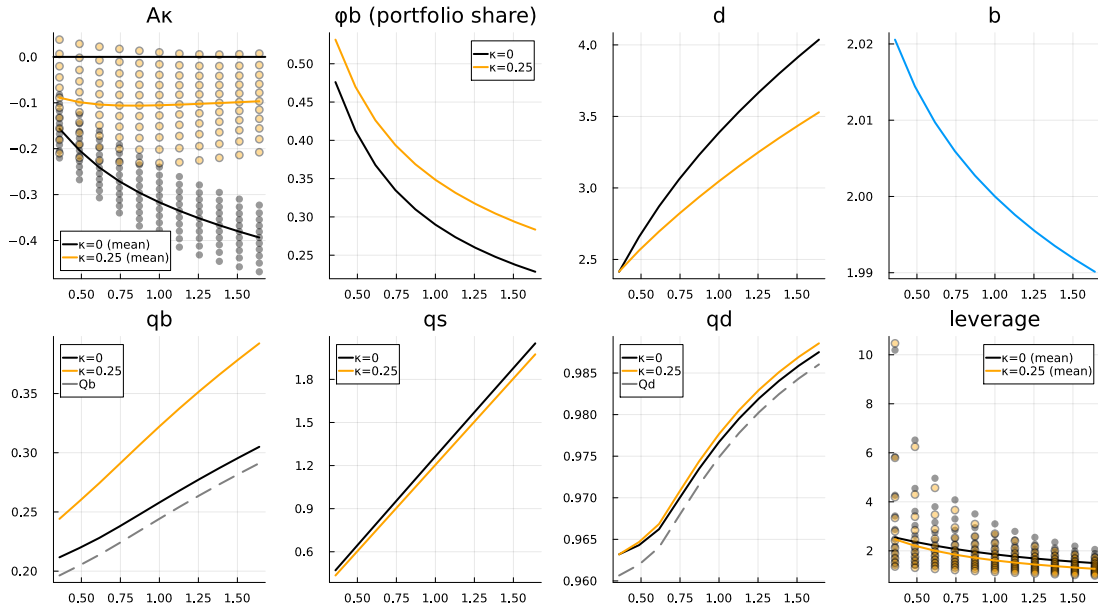 Aκ
0.0
−0.1
−0.2
−0.3
−0.4
κ=0 (mean)
κ=0.25 (mean)
0.50 0.75 1.00 1.25 1.50
φb (portfolio share)
0.50
0.45
0.40
0.35
0.30
0.25
κ=0
κ=0.25
0.50 0.75 1.00 1.25 1.50
d
4.0
3.5
3.0
2.5
0.50 0.75 1.00 1.25 1.50
b
2.02
2.01
2.00
1.99
0.50 0.75 1.00 1.25 1.50
qb
0.35
0.30
0.25
0.20
κ=0
κ=0.25
Qb
0.50 0.75 1.00 1.25 1.50
qs
1.8
1.5
1.2
0.9
0.6
κ=0
κ=0.25
0.50 0.75 1.00 1.25 1.50
qd
0.985
0.980
0.975
0.970
0.965
0.960
κ=0
κ=0.25
Qd
0.50 0.75 1.00 1.25 1.50
leverage
10
8
6
4
2
κ=0 (mean)
κ=0.25 (mean)
0.50 0.75 1.00 1.25 1.50